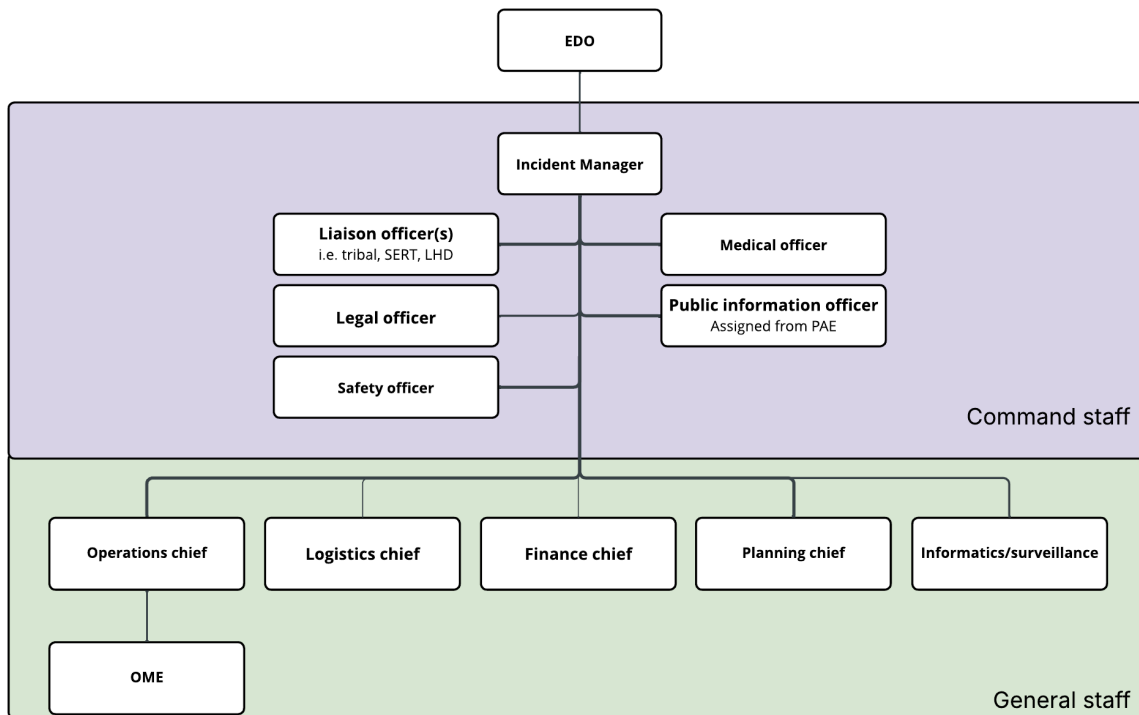 EDO
Incident Manager
Liaison officer(s)
i.e. tribal, SERT, LHD
Medical officer
Legal officer
Public information officer
Assigned from PAE
Safety officer
Command staff
Operations chief
Logistics chief
Finance chief
Planning chief
Informatics/surveillance
OME
General staff